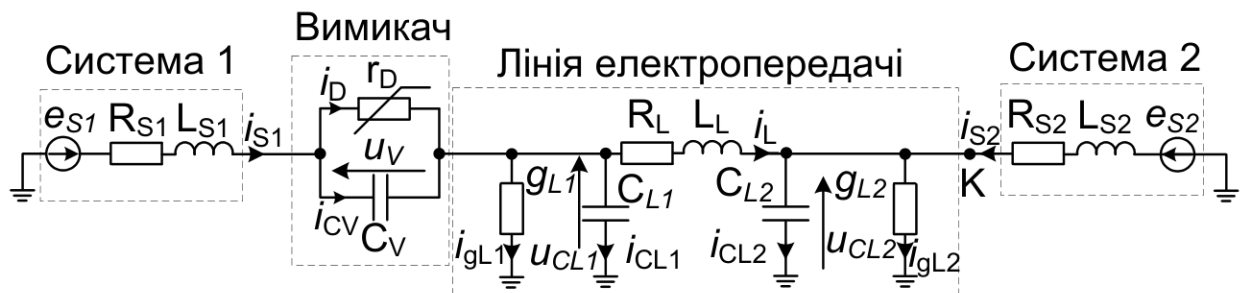 Вимикач
Система 1
Лінія електропередачі
Система 2
eS1 RS1 LS1 iS1
iD rD
uV
iCV CV
gL1 CL1 RL LL iL CL2 gL2
igL1 uCL1 iCL1 iCL2 uCL2 igL2
iS2 RS2 LS2 eS2
K